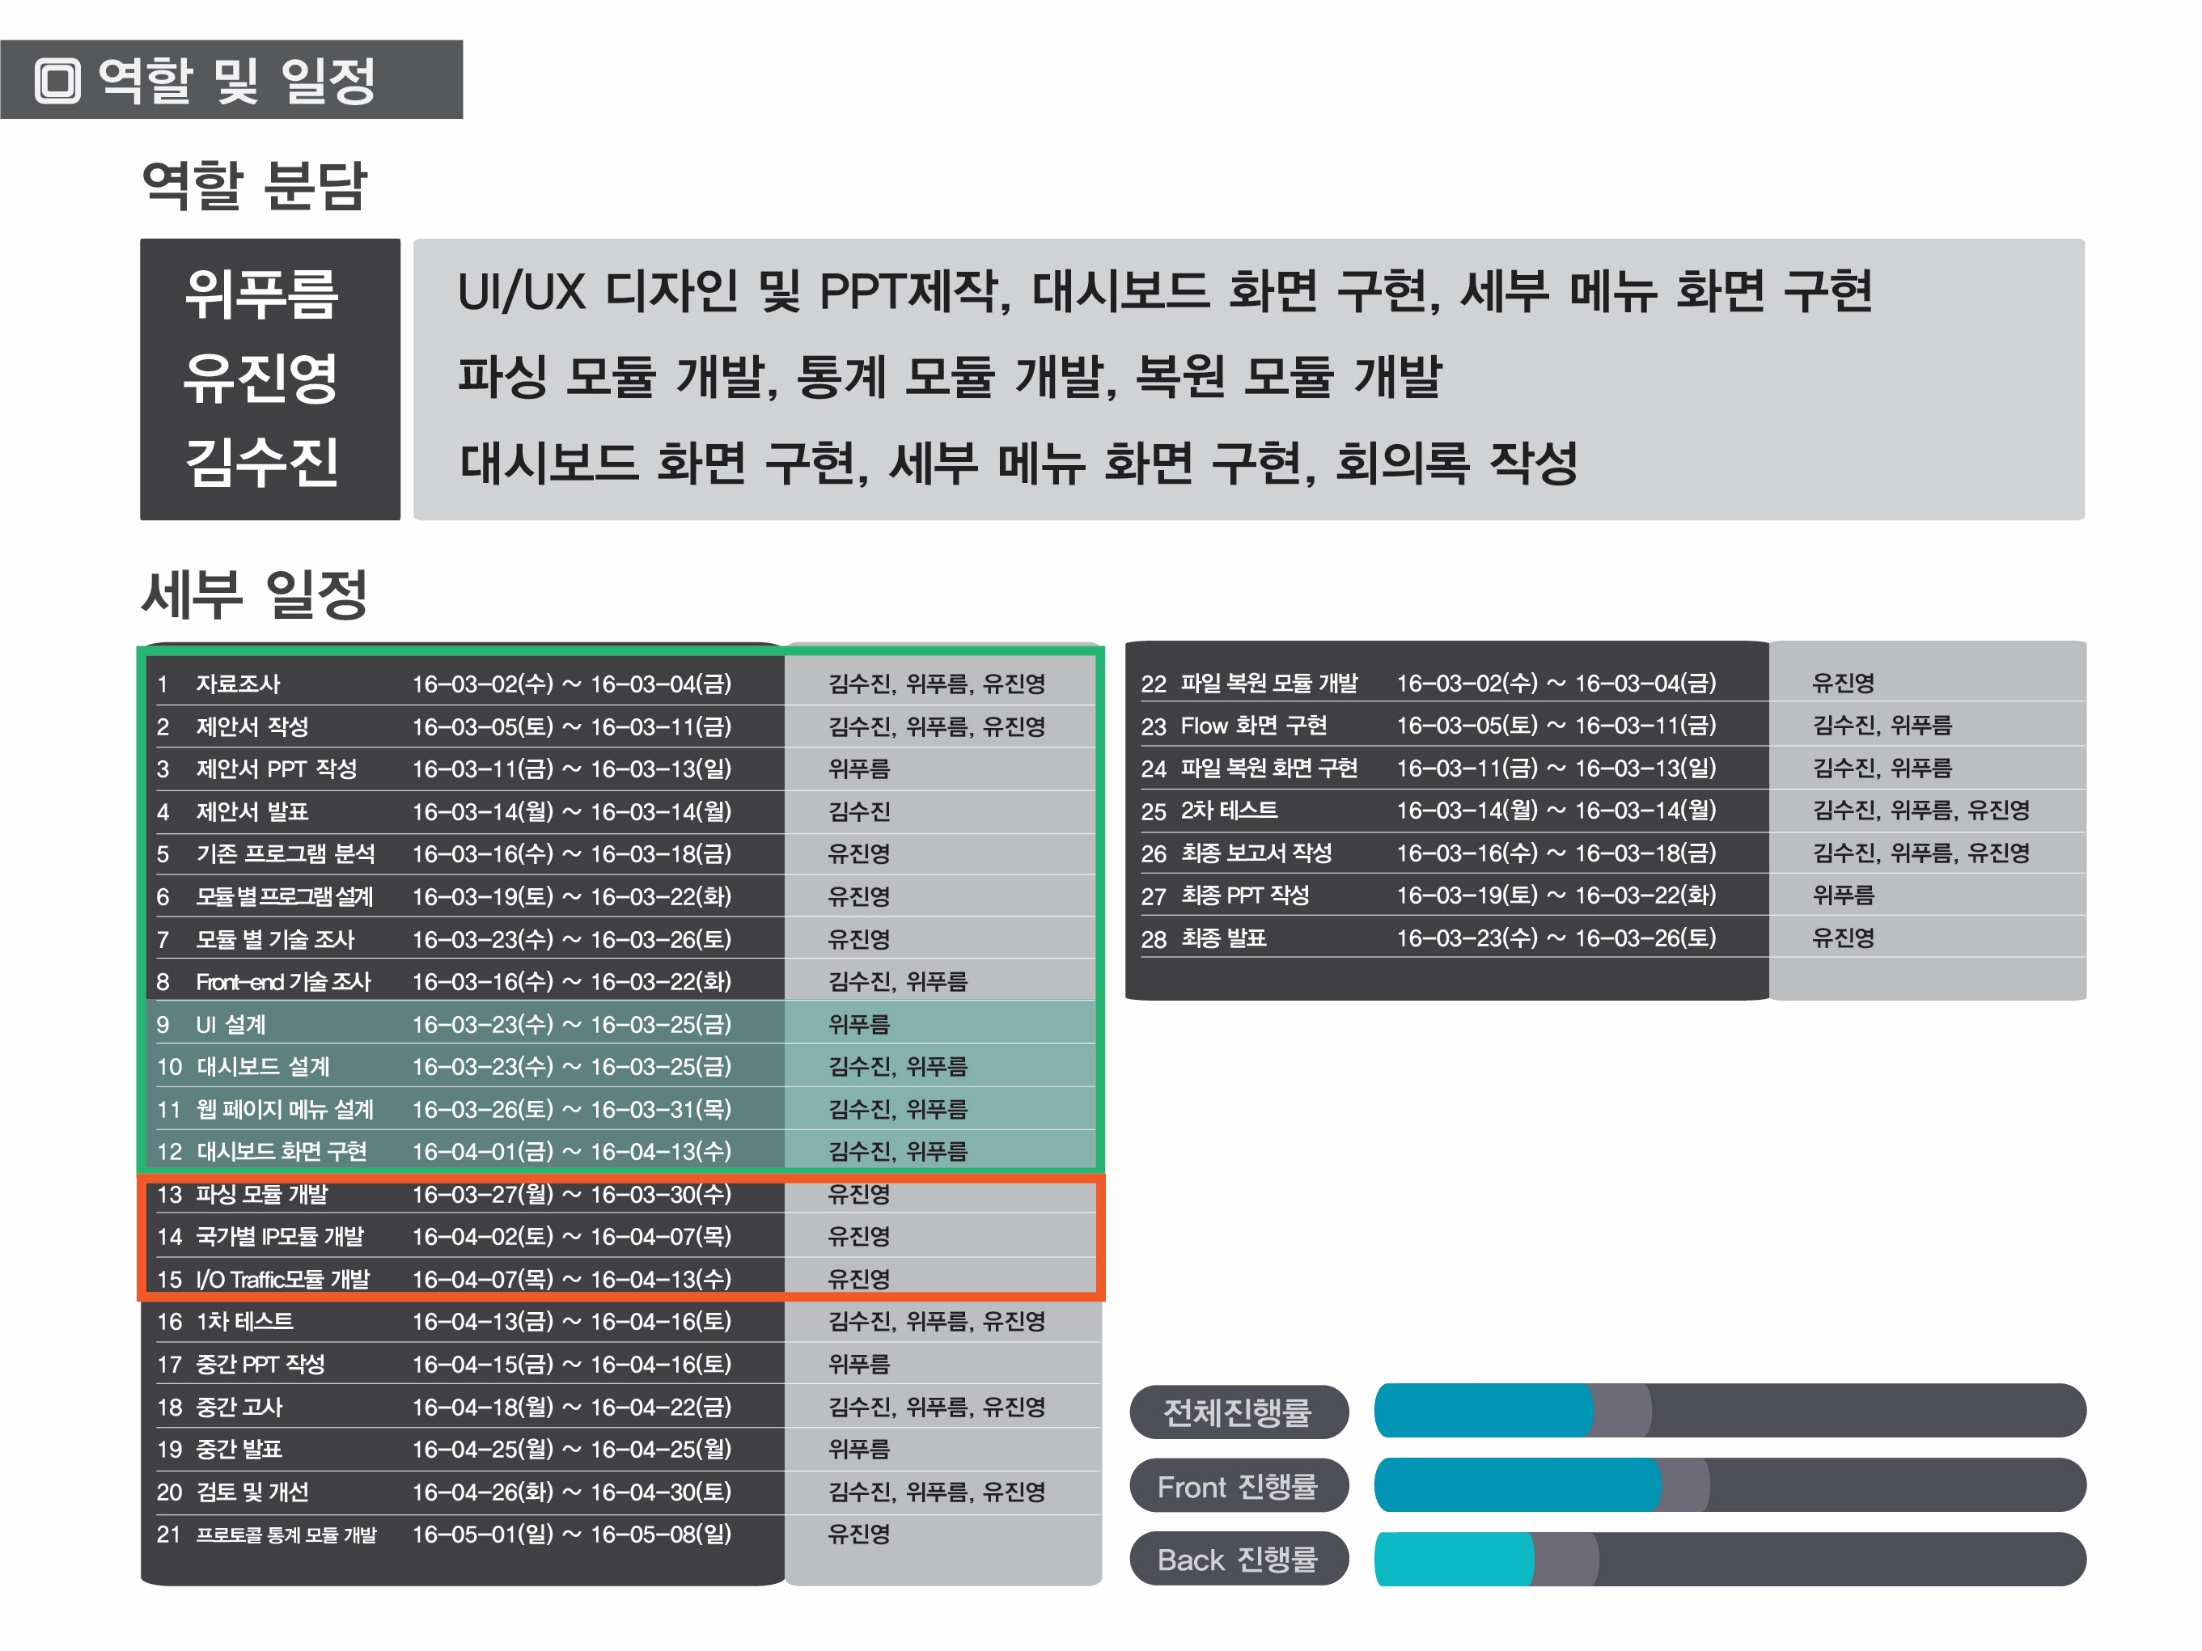 역할 및 일정
역할 분담
위푸름 UI/UX 디자인 및 PPT제작, 대시보드 화면 구현, 세부 메뉴 화면 구현
유진영 파싱 모듈 개발, 통계 모듈 개발, 복원 모듈 개발
김수진 대시보드 화면 구현, 세부 메뉴 화면 구현, 회의록 작성
세부 일정
1 자료조사 16-03-02(수) ~ 16-03-04(금) 김수진, 위푸름, 유진영
2 제안서 작성 16-03-05(토) ~ 16-03-11(금) 김수진, 위푸름, 유진영
3 제안서 PPT 작성 16-03-11(금) ~ 16-03-13(일) 위푸름
4 제안서 발표 16-03-14(월) ~ 16-03-14(월) 김수진
5 기존 프로그램 분석 16-03-16(수) ~ 16-03-18(금) 유진영
6 모듈 별 프로그램 설계 16-03-19(토) ~ 16-03-22(화) 유진영
7 모듈 별 기술 조사 16-03-23(수) ~ 16-03-26(토) 유진영
8 Front-end 기술 조사 16-03-16(수) ~ 16-03-22(화) 김수진, 위푸름
9 UI 설계 16-03-23(수) ~ 16-03-25(금) 위푸름
10 대시보드 설계 16-03-23(수) ~ 16-03-25(금) 김수진, 위푸름
11 웹 페이지 메뉴 설계 16-03-26(토) ~ 16-03-31(목) 김수진, 위푸름
12 대시보드 화면 구현 16-04-01(금) ~ 16-04-13(수) 김수진, 위푸름
13 파싱 모듈 개발 16-03-27(월) ~ 16-03-30(수) 유진영
14 국가별 IP모듈 개발 16-04-02(토) ~ 16-04-07(목) 유진영
15 I/O Traffic모듈 개발 16-04-07(목) ~ 16-04-13(수) 유진영
16 1차 테스트 16-04-13(금) ~ 16-04-16(토) 김수진, 위푸름, 유진영
17 중간 PPT 작성 16-04-15(금) ~ 16-04-16(토) 위푸름
18 중간 고사 16-04-18(월) ~ 16-04-22(금) 김수진, 위푸름, 유진영
19 중간 발표 16-04-25(월) ~ 16-04-25(월) 위푸름
20 검토 및 개선 16-04-26(화) ~ 16-04-30(토) 김수진, 위푸름, 유진영
21 프로토콜 통계 모듈 개발 16-05-01(일) ~ 16-05-08(일) 유진영
22 파일 복원 모듈 개발 16-03-02(수) ~ 16-03-04(금) 유진영
23 Flow 화면 구현 16-03-05(토) ~ 16-03-11(금) 김수진, 위푸름
24 파일 복원 화면 구현 16-03-11(금) ~ 16-03-13(일) 김수진, 위푸름
25 2차 테스트 16-03-14(월) ~ 16-03-14(월) 김수진, 위푸름, 유진영
26 최종 보고서 작성 16-03-16(수) ~ 16-03-18(금) 김수진, 위푸름, 유진영
27 최종 PPT 작성 16-03-19(토) ~ 16-03-22(화) 위푸름
28 최종 발표 16-03-23(수) ~ 16-03-26(토) 유진영
전체진행률
Front 진행률
Back 진행률